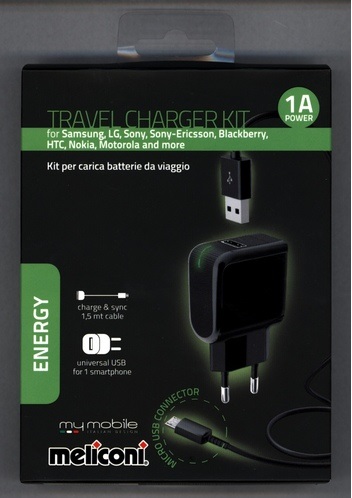 TRAVEL CHARGER KIT
1A
POWER
for Samsung, LG, Sony, Sony-Ericsson, Blackberry,
HTC, Nokia, Motorola and more
Kit per carica batterie da viaggio
ENERGY
charge & sync
1,5 mt cable
universal USB
for 1 smartphone
MICRO USB CONNECTOR
my mobile
ITALIAN DESIGN
meliconi